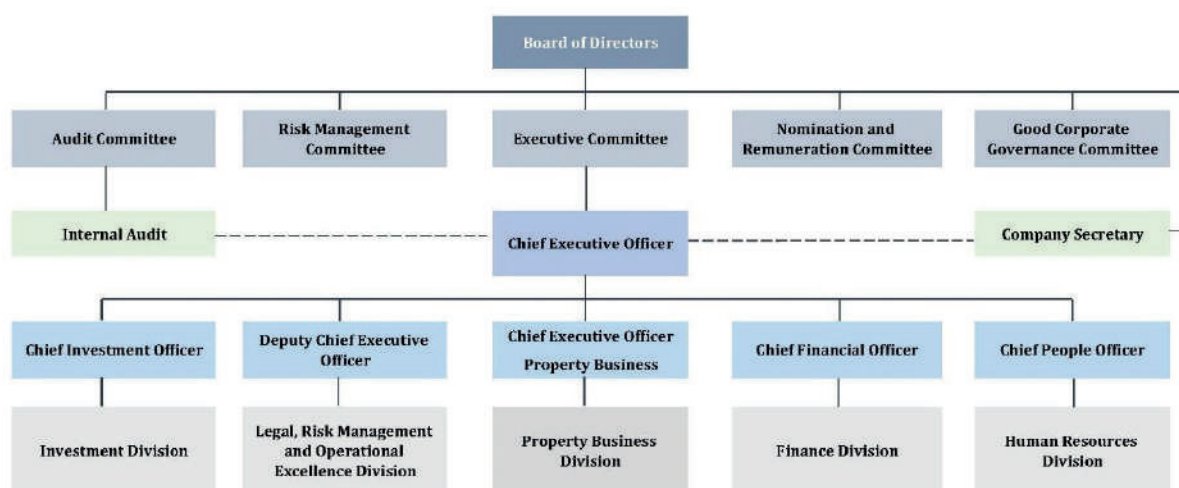 Board of Directors
Audit Committee
Risk Management
Committee
Executive Committee
Nomination and
Remuneration Committee
Good Corporate
Governance Committee
Internal Audit
Chief Executive Officer
Company Secretary
Chief Investment Officer
Deputy Chief Executive
Officer
Chief Executive Officer
Property Business
Chief Financial Officer
Chief People Officer
Investment Division
Legal, Risk Management
and Operational
Excellence Division
Property Business
Division
Finance Division
Human Resources
Division